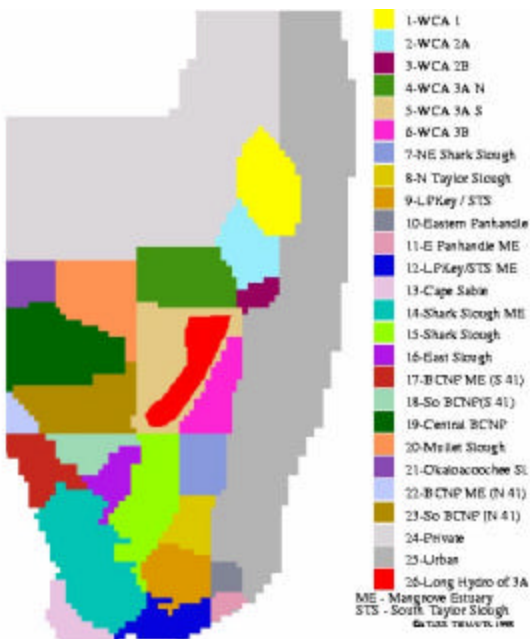 1-WCA 1
2-WCA 2A
3-WCA 2B
4-WCA 3A N
5-WCA 3A S
6-WCA 3B
7-NE Shark Slough
8-N Taylor Slough
9-LPKey / STS
10-Eastern Panhandle
11-E Panhandle ME
12-LPKey/STS ME
13-Cape Sable
14-Shark Slough ME
15-Shark Slough
16-East Slough
17-BCNP ME (S 41)
18-So BCNP(S 41)
19-Central BCNP
20-Mullet Slough
21-Okaloacoochee SL
22-BCNP ME (N 41)
23-So BCNP (N 41)
24-Private
25-Urban
26-Long Hydro of 3A
ME - Mangrove Estuary
STS - South Taylor Slough